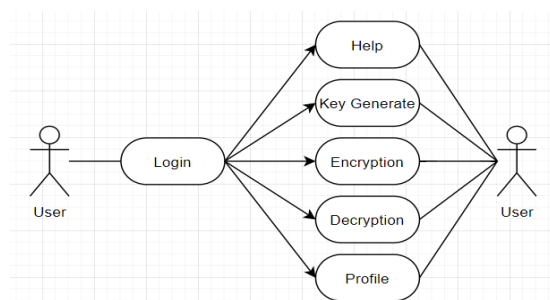 Help
Key Generate
Login
Encryption
User
User
Decryption
Profile